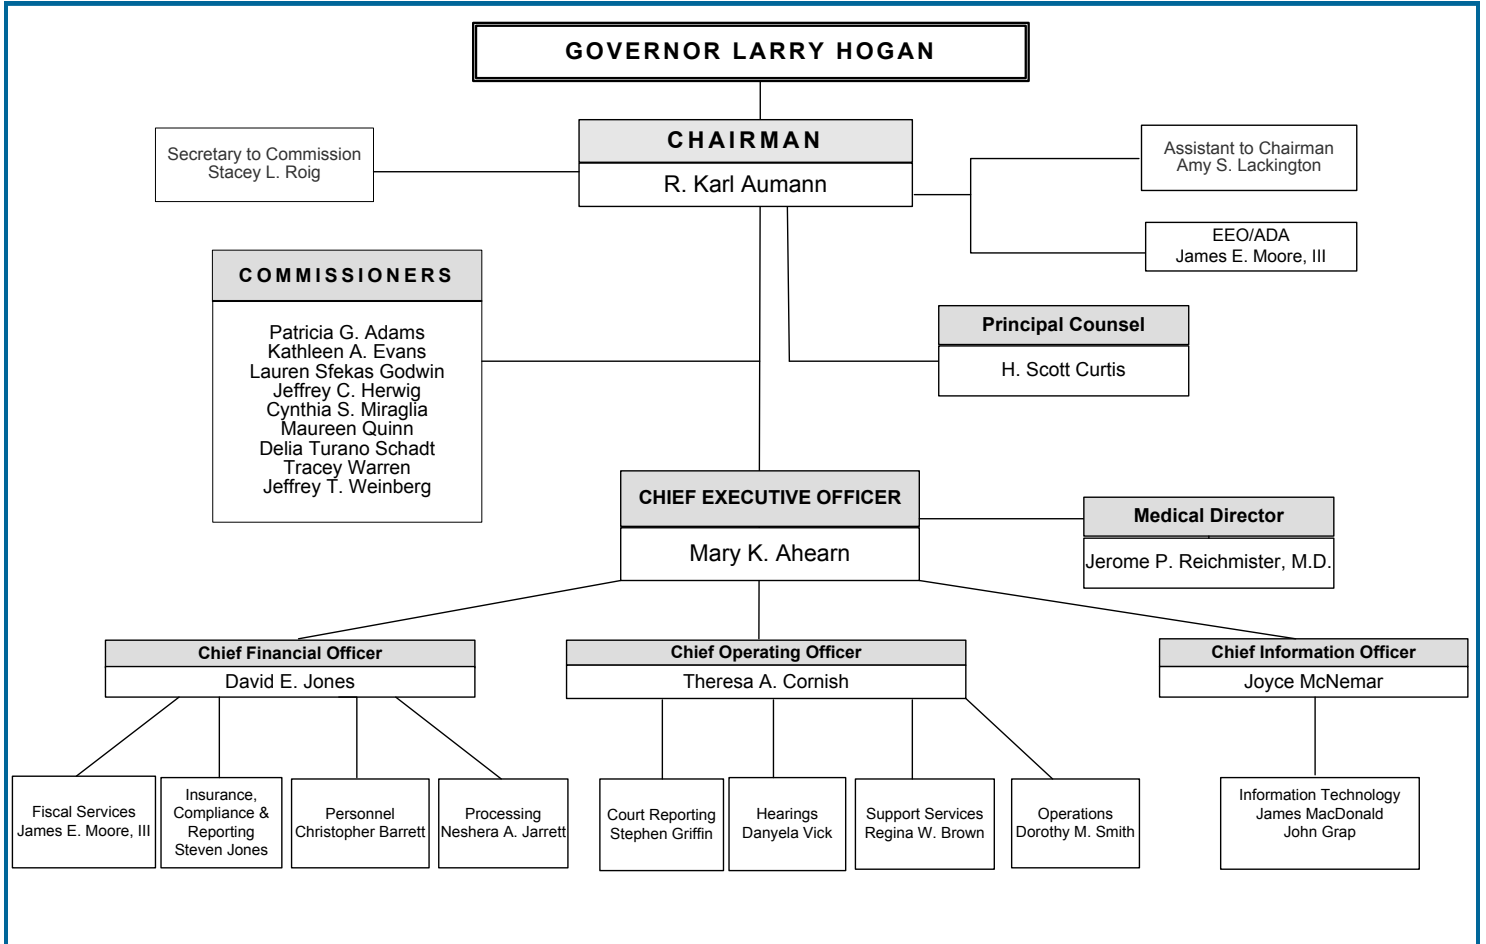 GOVERNOR LARRY HOGAN
CHAIRMAN
R. Karl Aumann
Secretary to Commission
Stacey L. Roig
Assistant to Chairman
Amy S. Lackington
EEO/ADA
James E. Moore, III
COMMISSIONERS
Patricia G. Adams
Kathleen A. Evans
Lauren Sfekas Godwin
Jeffrey C. Herwig
Cynthia S. Miraglia
Maureen Quinn
Delia Turano Schadt
Tracey Warren
Jeffrey T. Weinberg
Principal Counsel
H. Scott Curtis
CHIEF EXECUTIVE OFFICER
Mary K. Ahearn
Medical Director
Jerome P. Reichmister, M.D.
Chief Financial Officer
David E. Jones
Chief Operating Officer
Theresa A. Cornish
Chief Information Officer
Joyce McNemar
Fiscal Services
James E. Moore, III
Insurance,
Compliance &
Reporting
Steven Jones
Personnel
Christopher Barrett
Processing
Neshera A. Jarrett
Court Reporting
Stephen Griffin
Hearings
Danyela Vick
Support Services
Regina W. Brown
Operations
Dorothy M. Smith
Information Technology
James MacDonald
John Grap